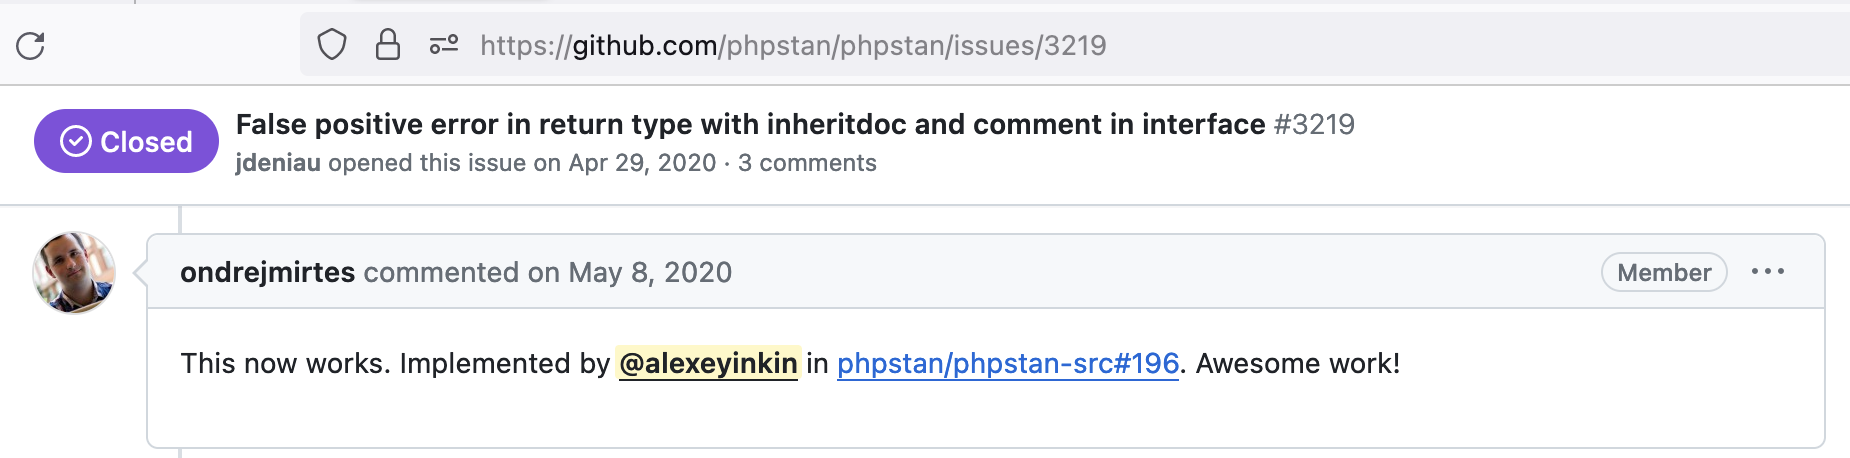 https://github.com/phpstan/phpstan/issues/3219
Closed
False positive error in return type with inheritdoc and comment in interface #3219
jdeniau opened this issue on Apr 29, 2020 · 3 comments
ondrejmirtes commented on May 8, 2020
Member
This now works. Implemented by @alexeyinkin in phpstan/phpstan-src#196. Awesome work!